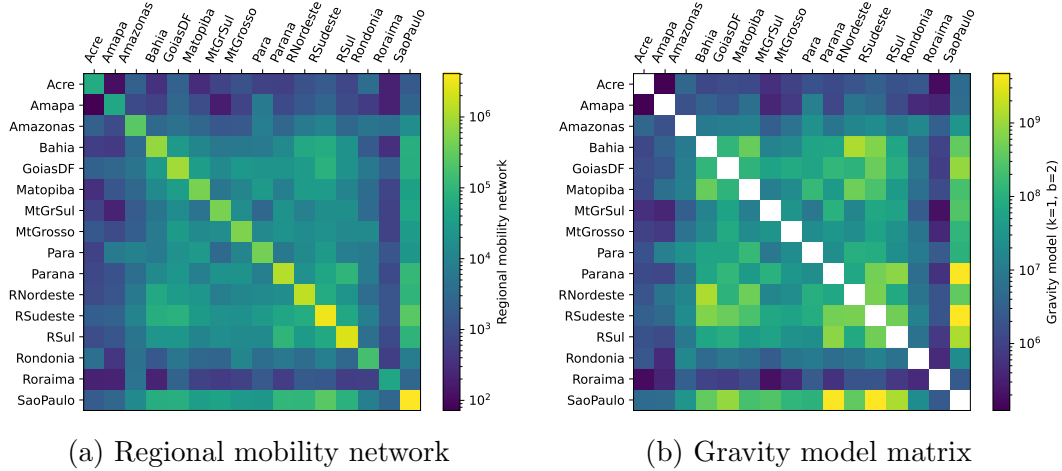 Acre
Amapa
Amazonas
Bahia
GoiasDF
Matopiba
MtGrSul
MtGrosso
Para
Parana
RNordeste
RSudeste
RSul
Rondonia
Roraima
SaoPaulo
Acre
Amapa
Amazonas
Bahia
GoiasDF
Matopiba
MtGrSul
MtGrosso
Para
Parana
RNordeste
RSudeste
RSul
Rondonia
Roraima
SaoPaulo
10⁶
10⁵
10⁴
10³
10²
Regional mobility network
(a) Regional mobility network
Acre
Amapa
Amazonas
Bahia
GoiasDF
Matopiba
MtGrSul
MtGrosso
Para
Parana
RNordeste
RSudeste
RSul
Rondonia
Roraima
SaoPaulo
Acre
Amapa
Amazonas
Bahia
GoiasDF
Matopiba
MtGrSul
MtGrosso
Para
Parana
RNordeste
RSudeste
RSul
Rondonia
Roraima
SaoPaulo
10⁹
10⁸
10⁷
10⁶
Gravity model (k=1, b=2)
(b) Gravity model matrix